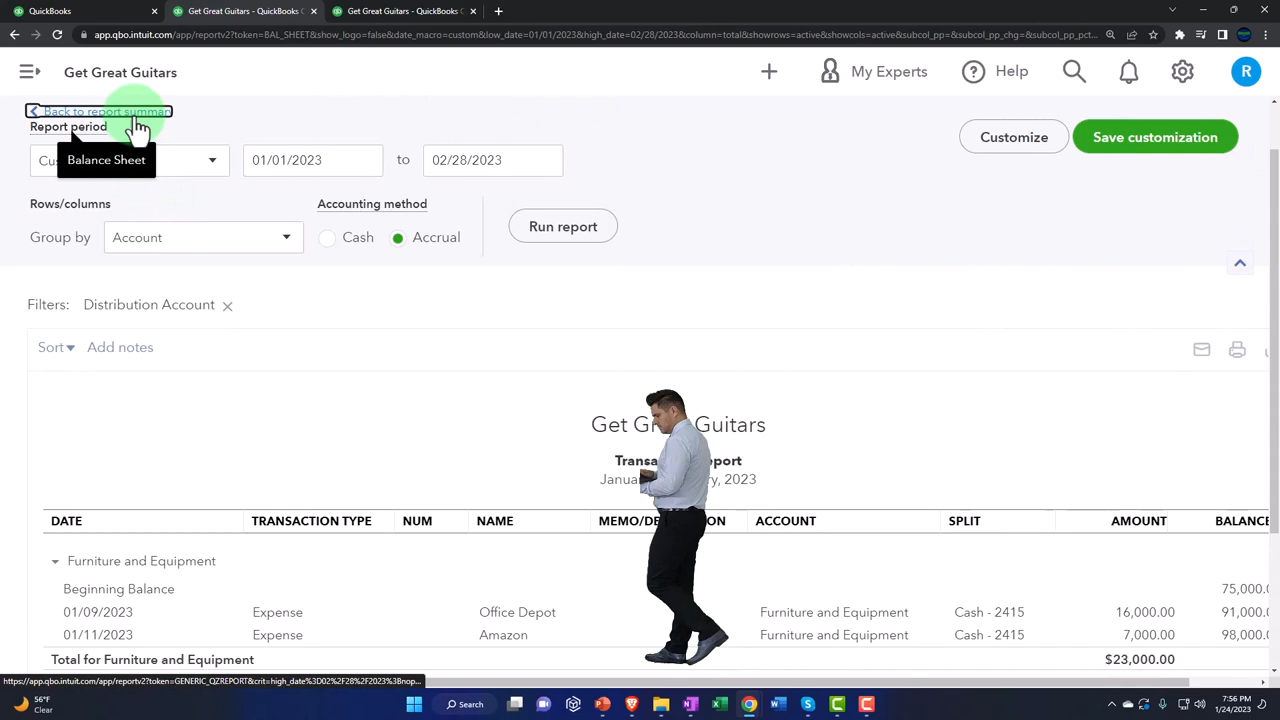 QuickBooks
Get Great Guitars - QuickBooks C
Get Great Guitars - QuickBooks C
app.qbo.intuit.com/app/reportv2?token=BAL_SHEET&show_logo=false&date_macro=custom&low_date=01/01/2023&high_date=02/28/2023&column=total&showrows=active&showcols=active&subcol_pp=&subcol_pp_chg=&subcol_pp_pct...
Get Great Guitars
My Experts
Help
R
Back to report summary
Report period
Customize
Save customization
Balance Sheet
Cu
01/01/2023
to
02/28/2023
Rows/columns
Accounting method
Group by
Account
Cash
Accrual
Run report
Filters: Distribution Account
Sort Add notes
Get Gr Guitars
Transa eport
Janua ry, 2023
DATE TRANSACTION TYPE NUM NAME MEMO/DE ON ACCOUNT SPLIT AMOUNT BALANCE
Furniture and Equipment
Beginning Balance 75,000.0
01/09/2023 Expense Office Depot Furniture and Equipment Cash - 2415 16,000.00 91,000.0
01/11/2023 Expense Amazon Furniture and Equipment Cash - 2415 7,000.00 98,000.0
Total for Furniture and Equipment $23,000.00
https://app.qbo.intuit.com/app/reportv2?token=GENERIC_QZREPORT&crit=high_date%3D02%2F28%2F2023%3Bnop...
56°F
Clear
Search
7:56 PM
1/24/2023